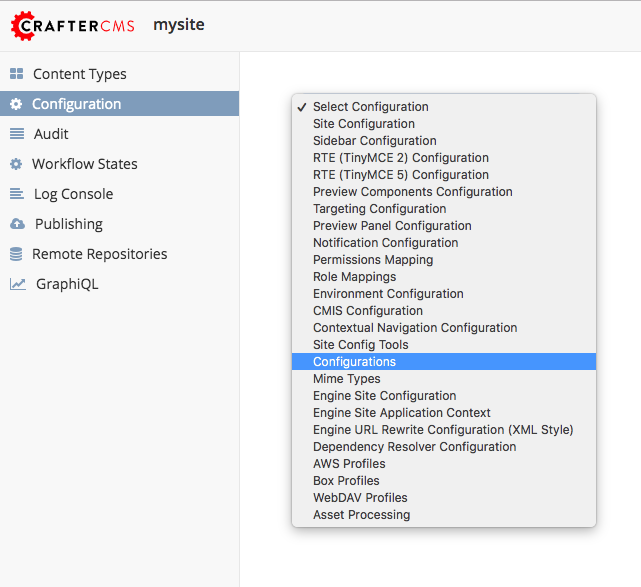 CRAFTERCMS mysite
Content Types
Configuration
Audit
Workflow States
Log Console
Publishing
Remote Repositories
GraphiQL
✓ Select Configuration
Site Configuration
Sidebar Configuration
RTE (TinyMCE 2) Configuration
RTE (TinyMCE 5) Configuration
Preview Components Configuration
Targeting Configuration
Preview Panel Configuration
Notification Configuration
Permissions Mapping
Role Mappings
Environment Configuration
CMIS Configuration
Contextual Navigation Configuration
Site Config Tools
Configurations
Mime Types
Engine Site Configuration
Engine Site Application Context
Engine URL Rewrite Configuration (XML Style)
Dependency Resolver Configuration
AWS Profiles
Box Profiles
WebDAV Profiles
Asset Processing